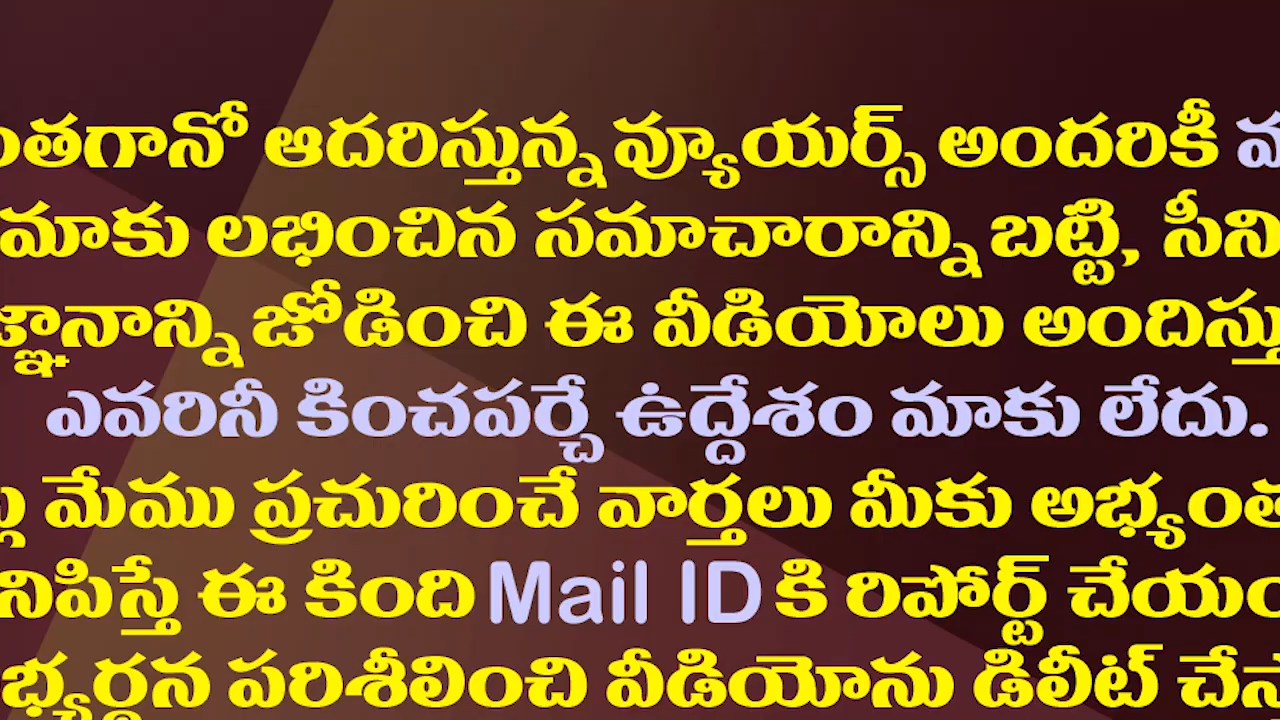 ఆదరిస్తున్న వ్యూయర్స్ అందరికీ
మాకు లభించిన సమాచారాన్ని బట్టి,
జోడించి ఈ వీడియోలు
ఎవరినీ కించపర్చే ఉద్దేశం మాకు లేదు.
మేము ప్రచురించే వార్తలు మీకు
ఈ కింది Mail ID కి రిపోర్ట్
పరిశీలించి వీడియోను డిలీట్